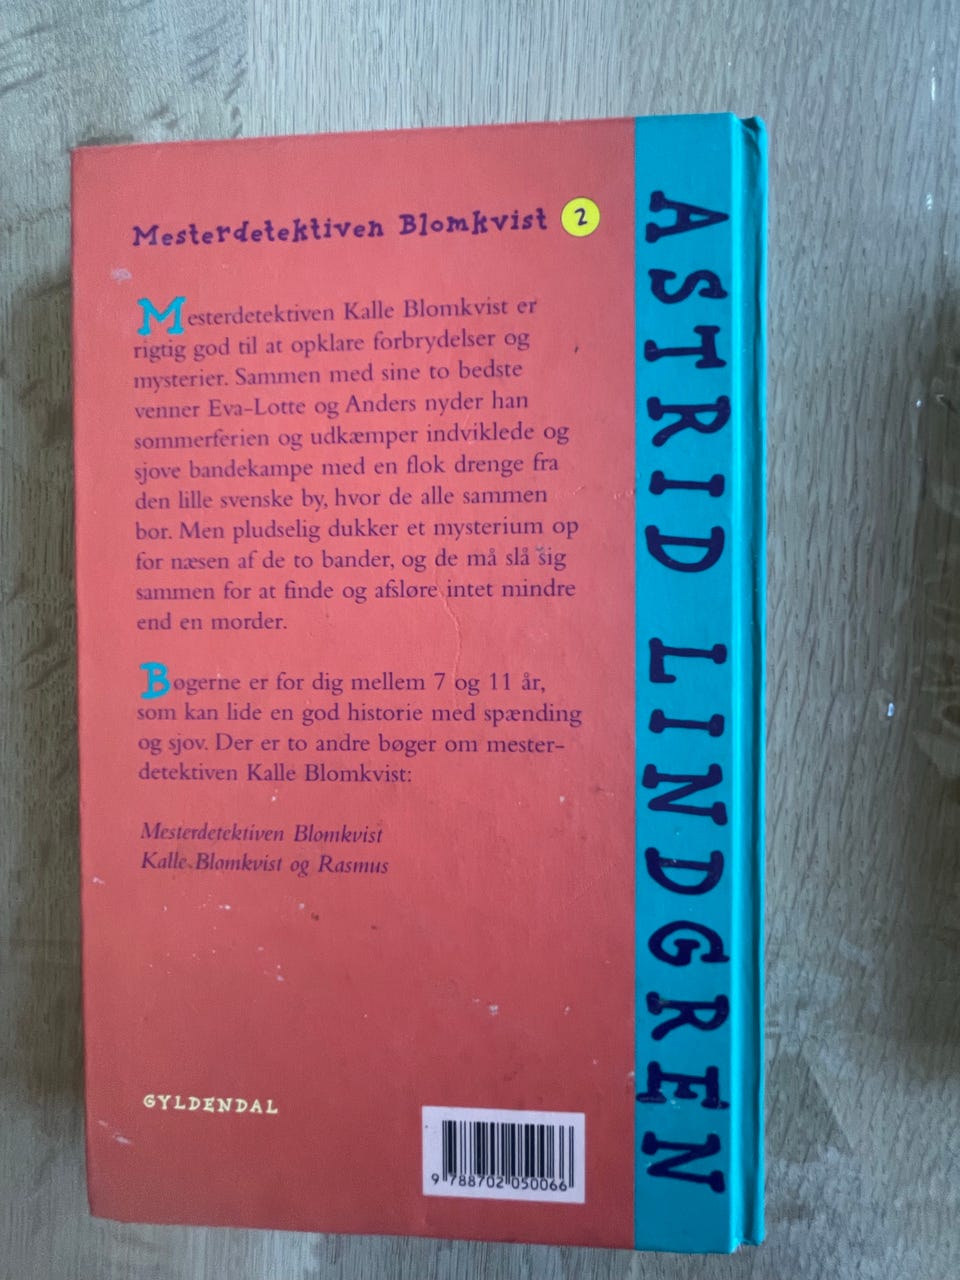 Mesterdetektiven Blomkvist 2
Mesterdetektiven Kalle Blomkvist er
rigtig god til at opklare forbrydelser og
mysterier. Sammen med sine to bedste
venner Eva-Lotte og Anders nyder han
sommerferien og udkæmper indviklede og
sjove bandekampe med en flok drenge fra
den lille svenske by, hvor de alle sammen
bor. Men pludselig dukker et mysterium op
for næsen af de to bander, og de må slå sig
sammen for at finde og afsløre intet mindre
end en morder.
Bøgerne er for dig mellem 7 og 11 år,
som kan lide en god historie med spænding
og sjov. Der er to andre bøger om mester-
detektiven Kalle Blomkvist:
Mesterdetektiven Blomkvist
Kalle Blomkvist og Rasmus
GYLDENDAL
9 788702 050066
ASTRID LINDGREN